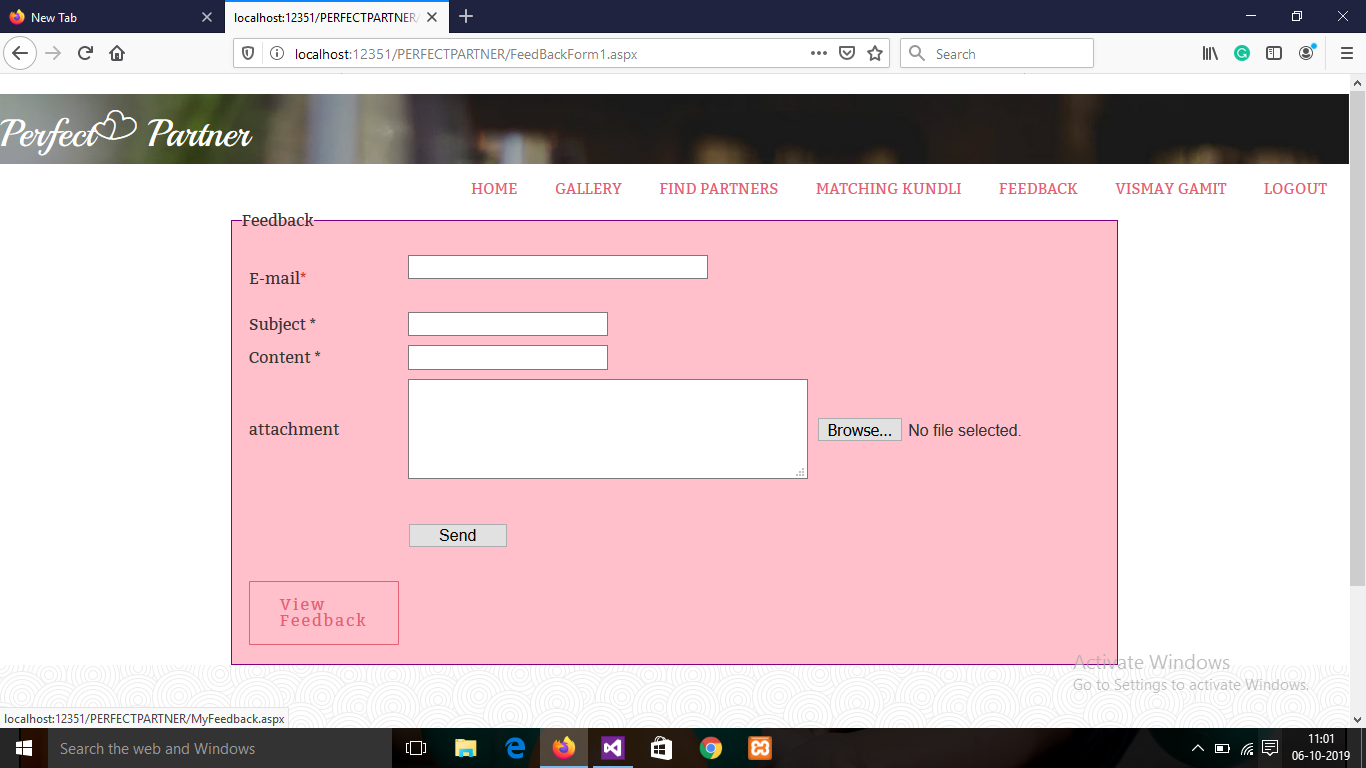 New Tab
localhost:12351/PERFECTPARTNER/
localhost:12351/PERFECTPARTNER/FeedBackForm1.aspx
Search
Perfect Partner
HOME GALLERY FIND PARTNERS MATCHING KUNDLI FEEDBACK VISMAY GAMIT LOGOUT
Feedback
E-mail*
Subject *
Content *
attachment
Browse... No file selected.
Send
View
Feedback
Activate Windows
Go to Settings to activate Windows.
localhost:12351/PERFECTPARTNER/MyFeedback.aspx
Search the web and Windows
11:01
06-10-2019